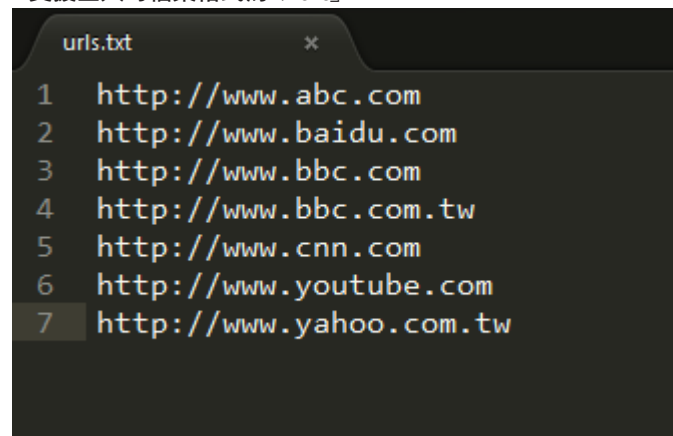 urls.txt ×
1 http://www.abc.com
2 http://www.baidu.com
3 http://www.bbc.com
4 http://www.bbc.com.tw
5 http://www.cnn.com
6 http://www.youtube.com
7 http://www.yahoo.com.tw